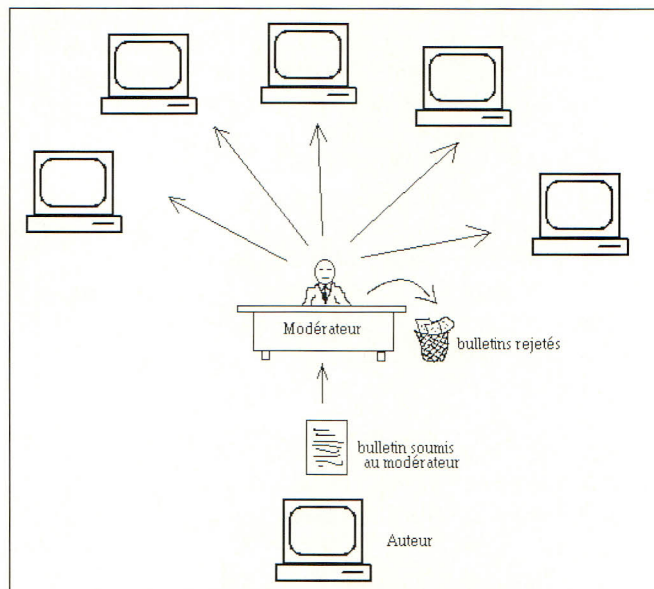 Modérateur
bulletins rejetés
bulletin soumis
au modérateur
Auteur